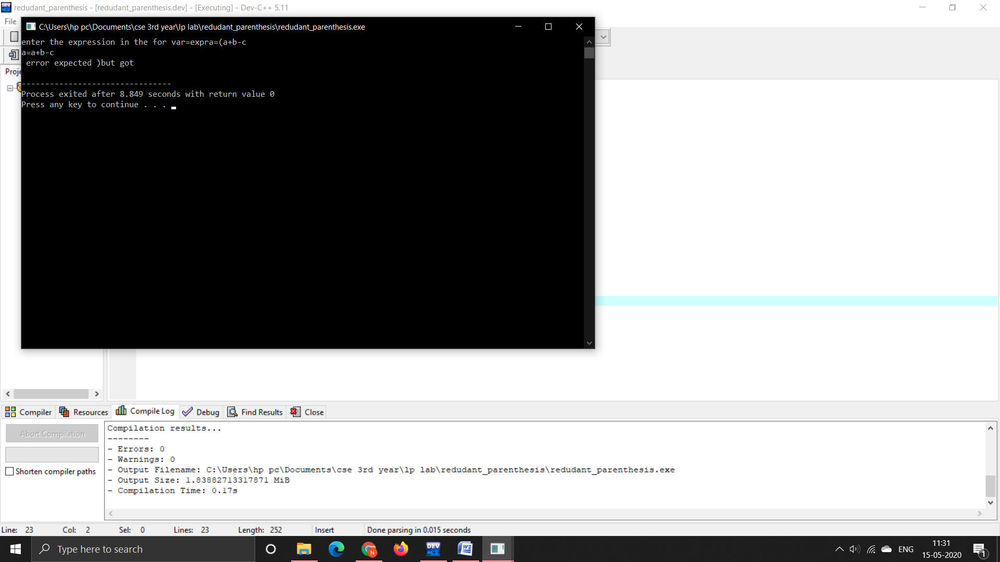 redudant_parenthesis - [redudant_parenthesis.dev] - [Executing] - Dev-C++ 5.11
File
C:\Users\hp pc\Documents\cse 3rd year\lp lab\redudant_parenthesis\redudant_parenthesis.exe
enter the expression in the for var=expra=(a+b-c
a=a+b-c
error expected )but got
Proje
--------------------------------
Process exited after 8.849 seconds with return value 0
Press any key to continue . . .
Compiler Resources Compile Log Debug Find Results Close
Abort Compilation
Shorten compiler paths
Compilation results...
--------
- Errors: 0
- Warnings: 0
- Output Filename: C:\Users\hp pc\Documents\cse 3rd year\lp lab\redudant_parenthesis\redudant_parenthesis.exe
- Output Size: 1.83882713317871 MiB
- Compilation Time: 0.17s
Line: 23 Col: 2 Sel: 0 Lines: 23 Length: 252 Insert Done parsing in 0.015 seconds
Type here to search
DEV C++
N
W
ENG
11:31
15-05-2020
1